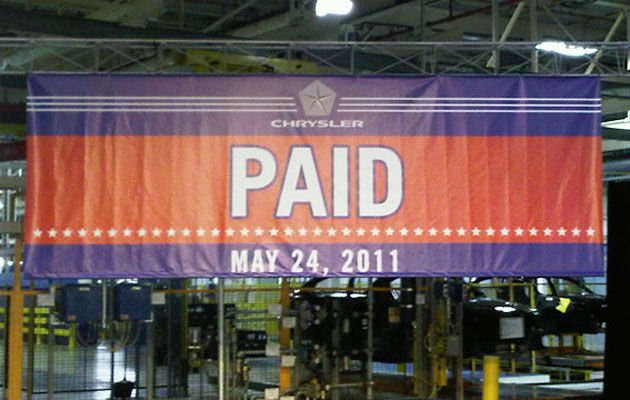 CHRYSLER
PAID
MAY 24, 2011